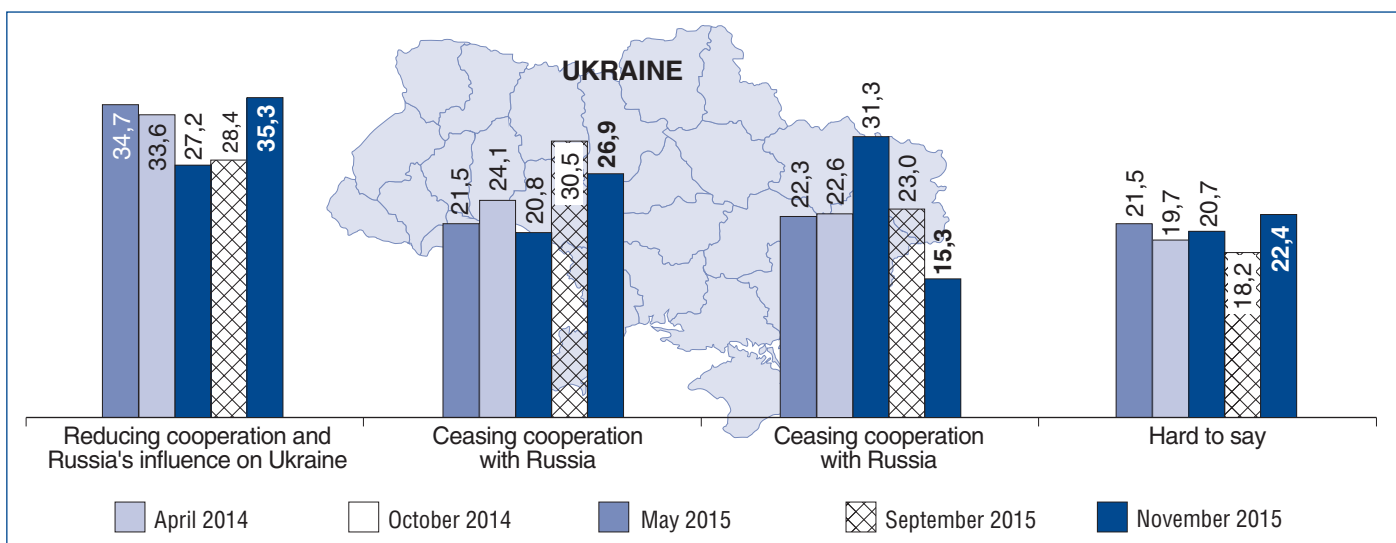 UKRAINE
34,7
33,6
27,2
28,4
35,3
21,5
24,1
20,8
30,5
26,9
22,3
22,6
31,3
23,0
15,3
21,5
19,7
20,7
18,2
22,4
Reducing cooperation and
Russia's influence on Ukraine
Ceasing cooperation
with Russia
Ceasing cooperation
with Russia
Hard to say
April 2014
October 2014
May 2015
September 2015
November 2015